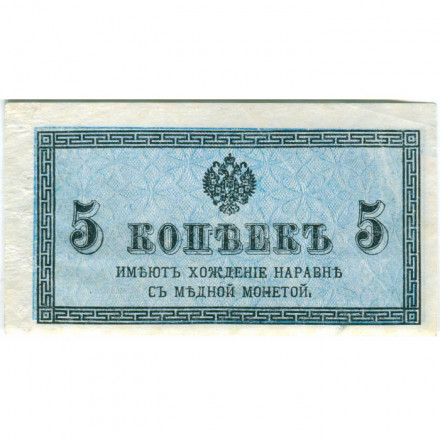 5 КОПѢЕКЪ 5
ИМѢЮТЪ ХОЖДЕНІЕ НАРАВНѢ
СЪ МѢДНОЙ МОНЕТОЙ.